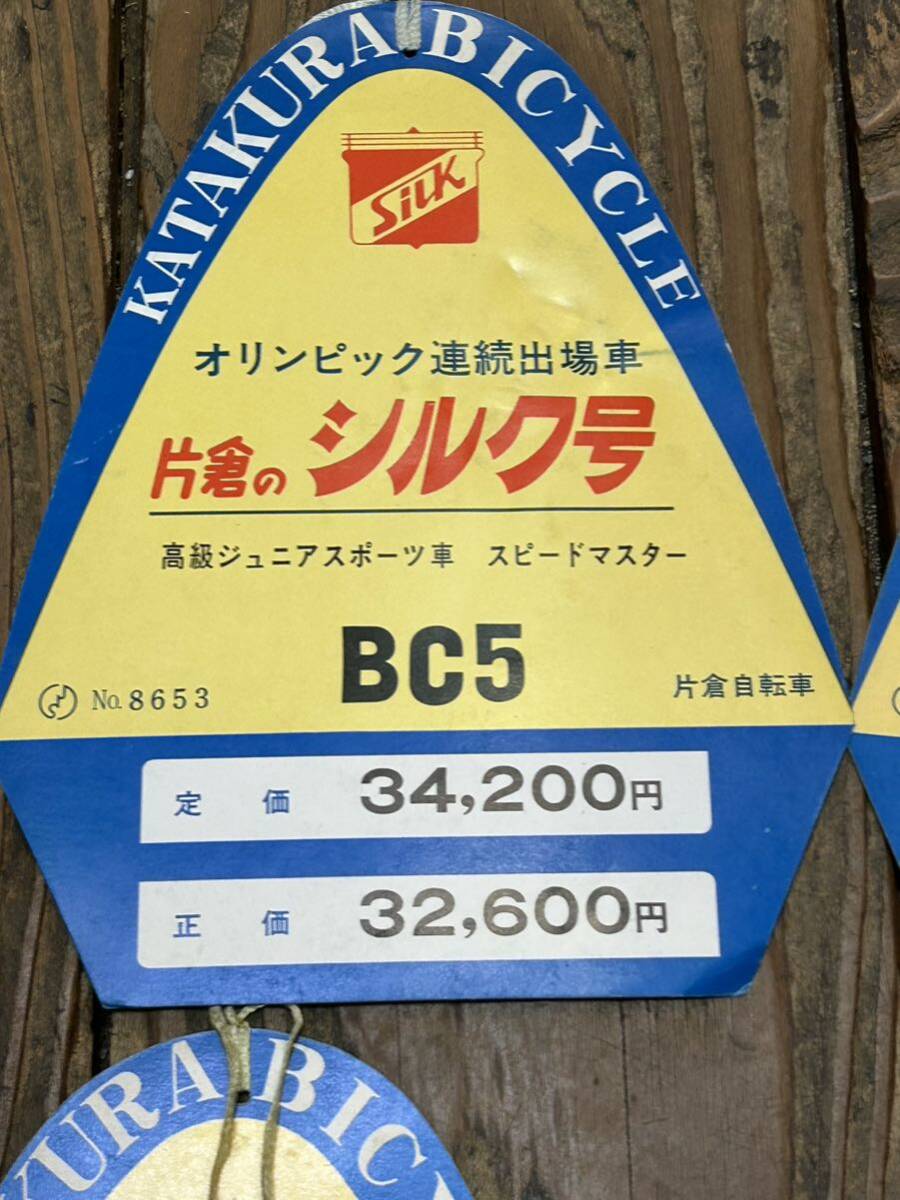 KATAKURA BICYCLE
SiLK
オリンピック連続出場車
片倉の シルク号
高級ジュニアスポーツ車 スピードマスター
BC5
No. 8653
片倉自転車
定 価 34,200円
正 価 32,600円
KURA BICY